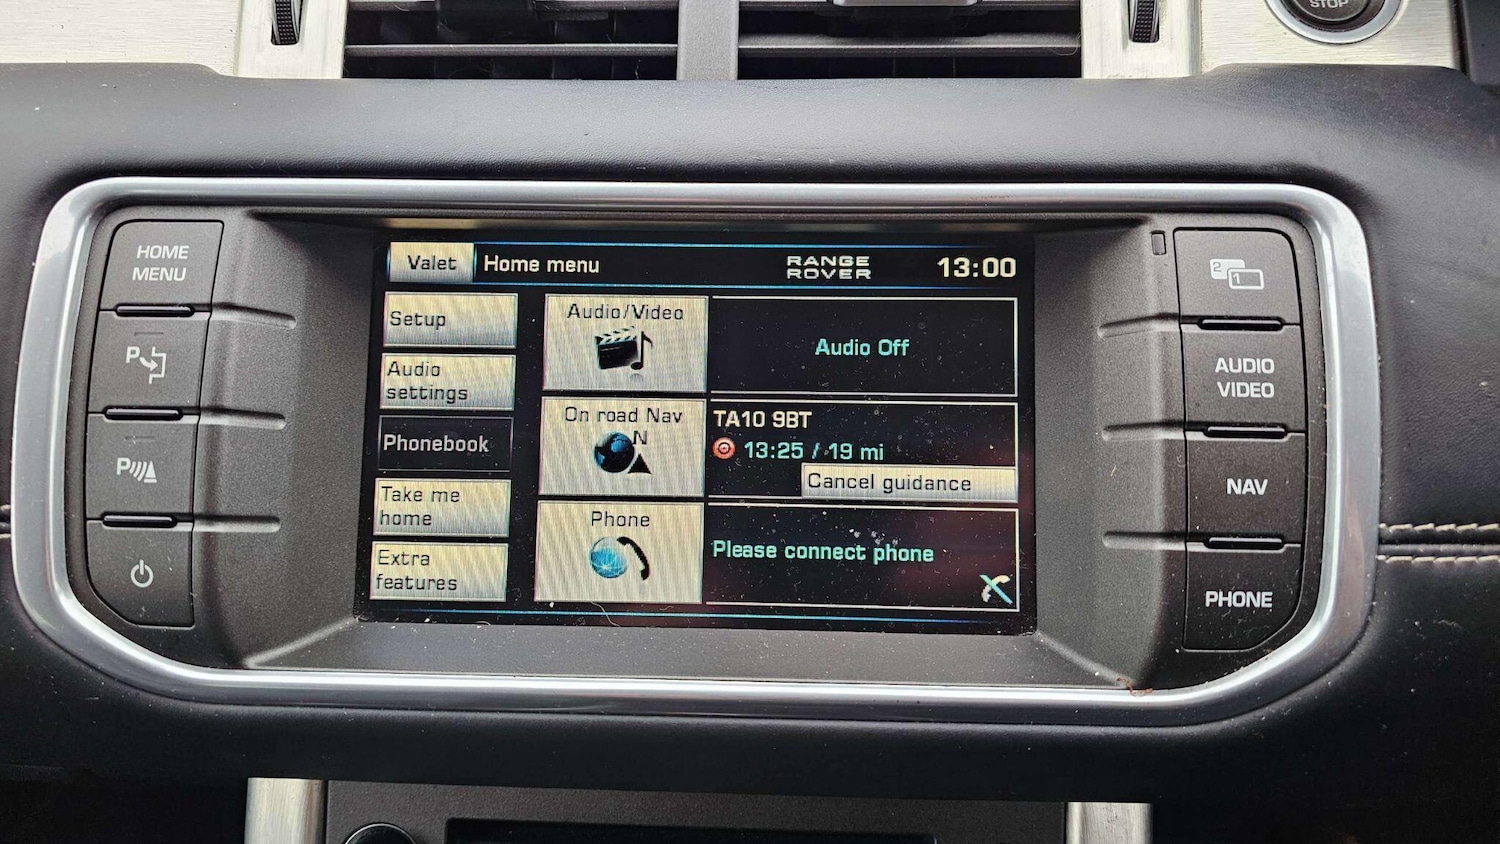 STOP
HOME
MENU
P
P
2
1
AUDIO
VIDEO
NAV
PHONE
Valet
Home menu
RANGE
ROVER
13:00
Setup
Audio
settings
Phonebook
Take me
home
Extra
features
Audio/Video
Audio Off
On road Nav
N
TA10 9BT
13:25 / 19 mi
Cancel guidance
Phone
Please connect phone